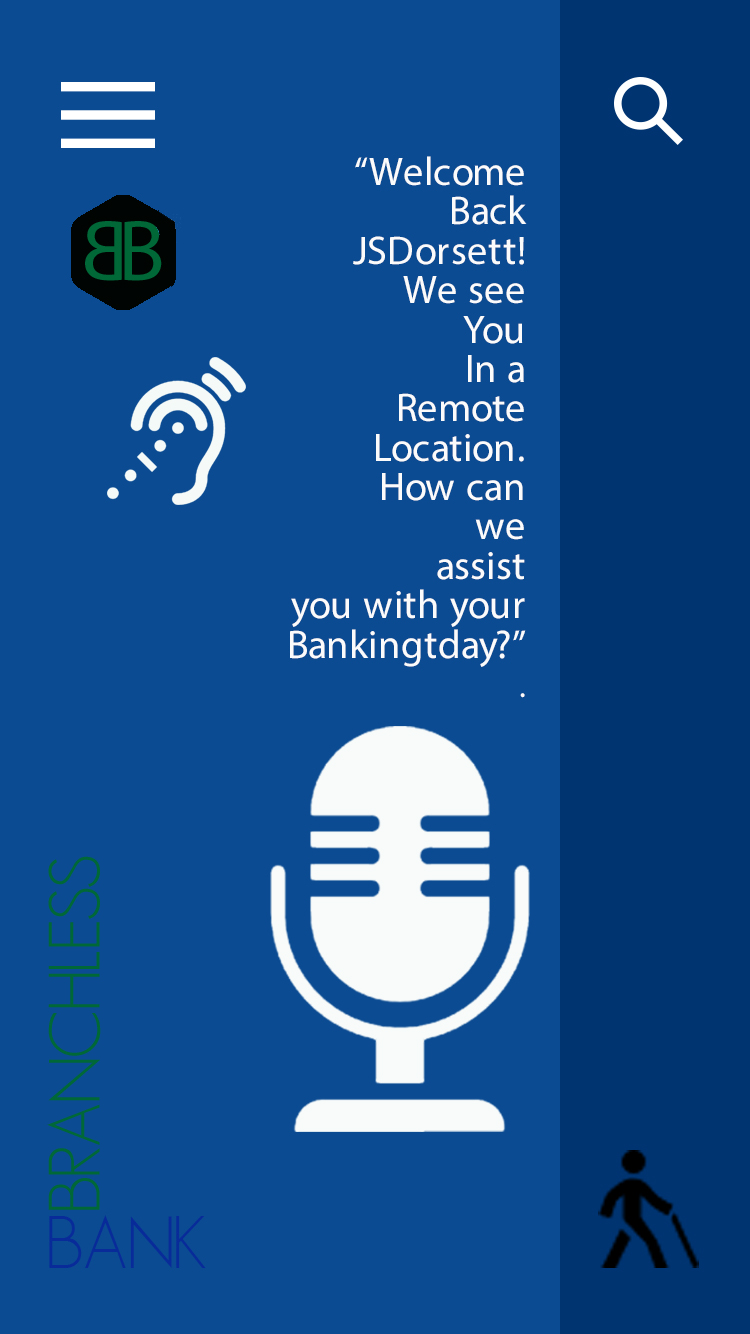 BB
“Welcome
Back
JSDorsett!
We see
You
In a
Remote
Location.
How can
we
assist
you with your
Bankingtday?”
.
BRANCHLESS
BANK